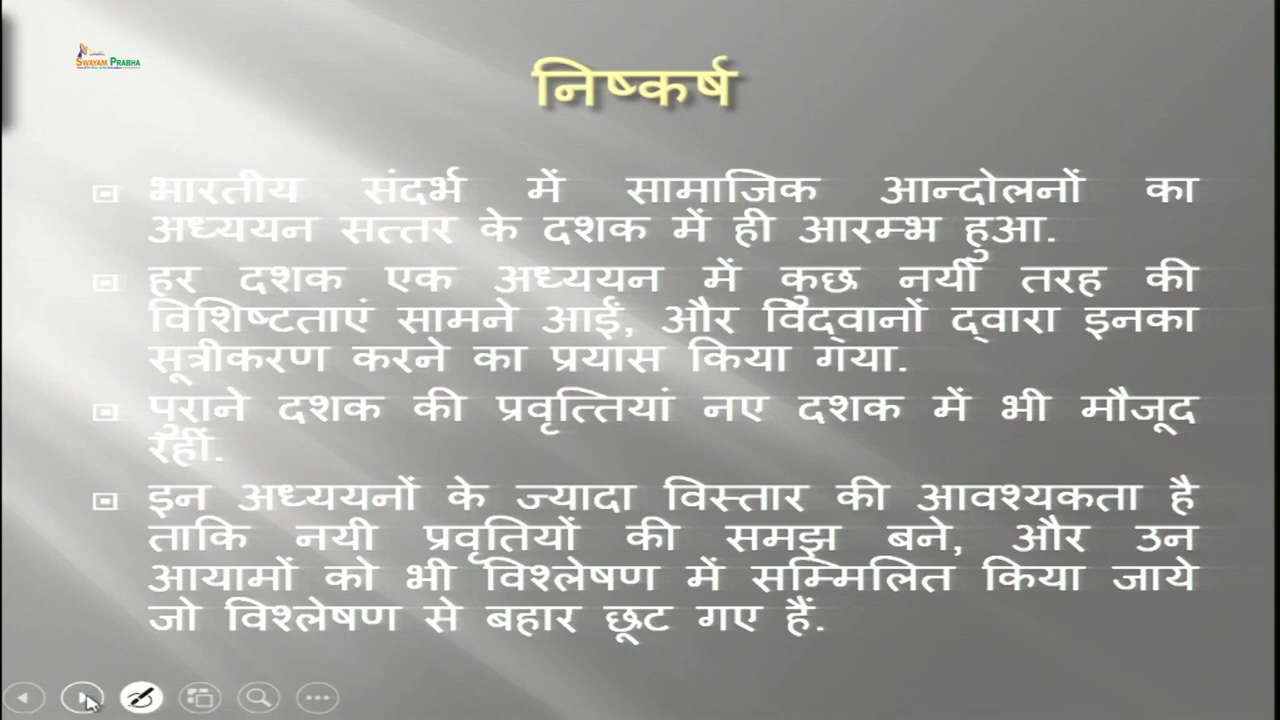 SWAYAM PRABHA
निष्कर्ष
भारतीय संदर्भ में सामाजिक आन्दोलनों का
अध्ययन सत्तर के दशक में ही आरम्भ हुआ.
हर दशक एक अध्ययन में कुछ नयी तरह की
विशिष्टताएं सामने आईं, और विद्वानों द्वारा इनका
सूत्रीकरण करने का प्रयास किया गया.
पुराने दशक की प्रवृत्तियां नए दशक में भी मौजूद
रहीं.
इन अध्ययनों के ज्यादा विस्तार की आवश्यकता है
ताकि नयी प्रवृतियों की समझ बने, और उन
आयामों को भी विश्लेषण में सम्मिलित किया जाये
जो विश्लेषण से बहार छूट गए हैं.